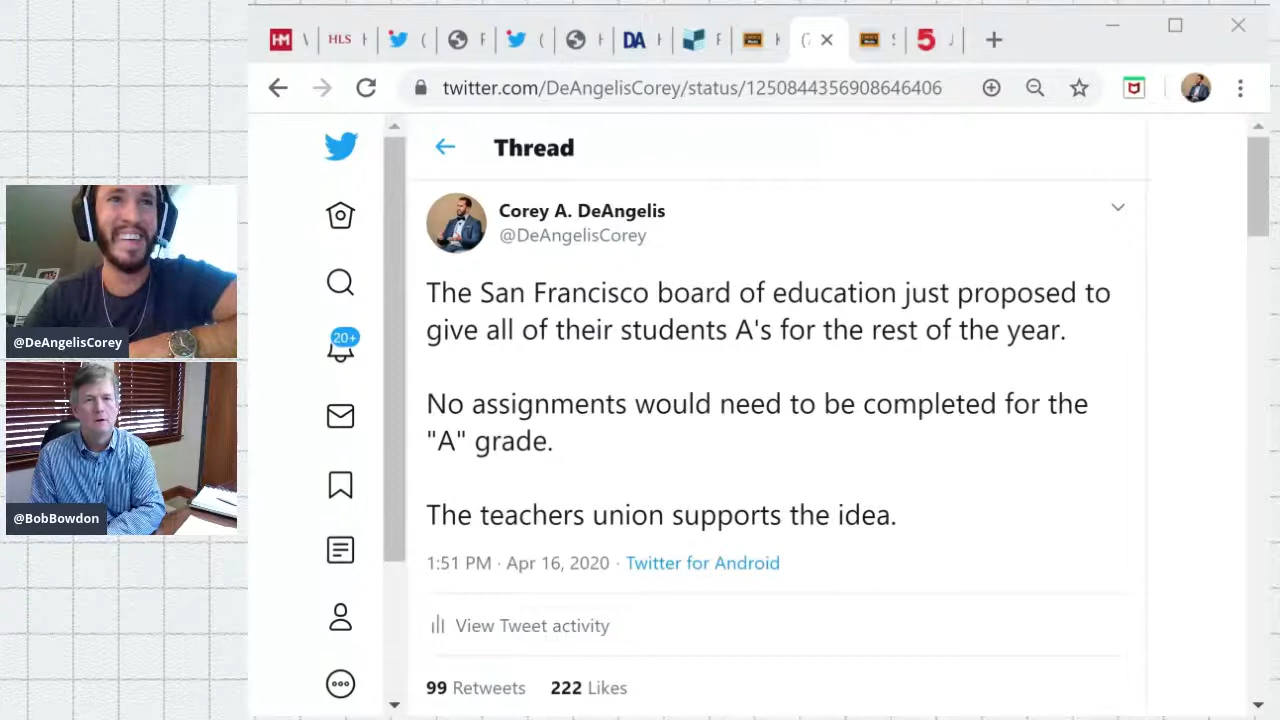 HM
HLS
DA
5
twitter.com/DeAngelisCorey/status/1250844356908646406
Thread
Corey A. DeAngelis
@DeAngelisCorey
The San Francisco board of education just proposed to
give all of their students A's for the rest of the year.
No assignments would need to be completed for the
"A" grade.
The teachers union supports the idea.
1:51 PM · Apr 16, 2020 · Twitter for Android
View Tweet activity
99 Retweets 222 Likes
20+
@DeAngelisCorey
@BobBowdon